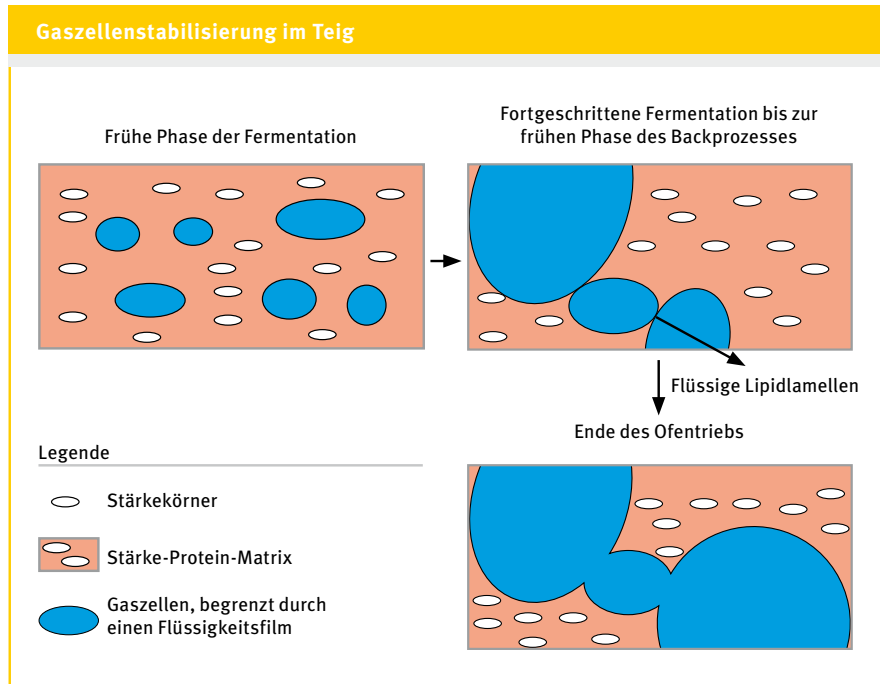 Gaszellenstabilisierung im Teig
Frühe Phase der Fermentation
Fortgeschrittene Fermentation bis zur
frühen Phase des Backprozesses
Flüssige Lipidlamellen
Ende des Ofentriebs
Legende
Stärkekörner
Stärke-Protein-Matrix
Gaszellen, begrenzt durch
einen Flüssigkeitsfilm